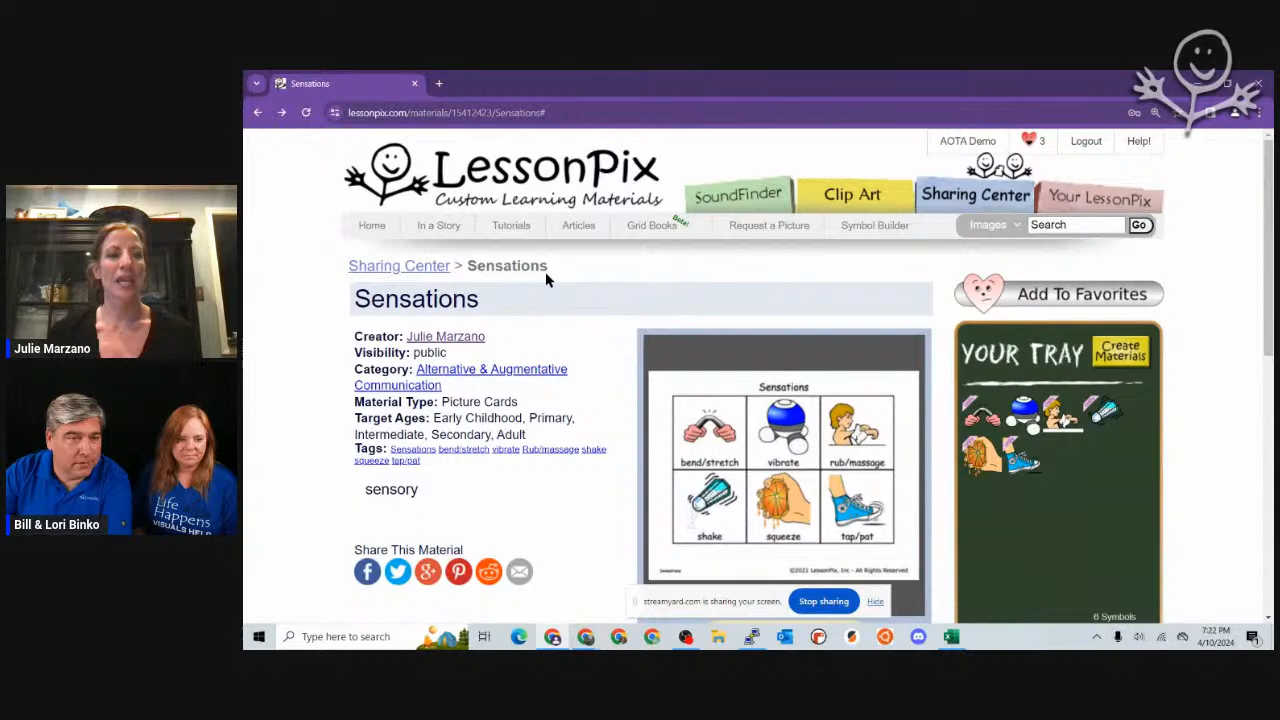 Sensations
lessonpix.com/materials/15412423/Sensations#
AOTA Demo
3
Logout
Help!
LessonPix
Custom Learning Materials
SoundFinder
Clip Art
Sharing Center
Your LessonPix
Home
In a Story
Tutorials
Articles
Grid Books
Beta!
Request a Picture
Symbol Builder
Images
Search
Go
Sharing Center > Sensations
Sensations
Add To Favorites
Creator: Julie Marzano
Visibility: public
Category: Alternative & Augmentative
Communication
Material Type: Picture Cards
Target Ages: Early Childhood, Primary,
Intermediate, Secondary, Adult
Tags: Sensations bend/stretch vibrate Rub/massage shake
squeeze tap/pat
sensory
Share This Material
Sensations
bend/stretch
vibrate
rub/massage
shake
squeeze
tap/pat
Sensations
©2021 LessonPix, Inc - All Rights Reserved
YOUR TRAY
Create
Materials
6 Symbols
streamyard.com is sharing your screen.
Stop sharing
Hide
Type here to search
7:22 PM
4/10/2024
Julie Marzano
Life
Happens
VISUALS HELP
Bill & Lori Binko